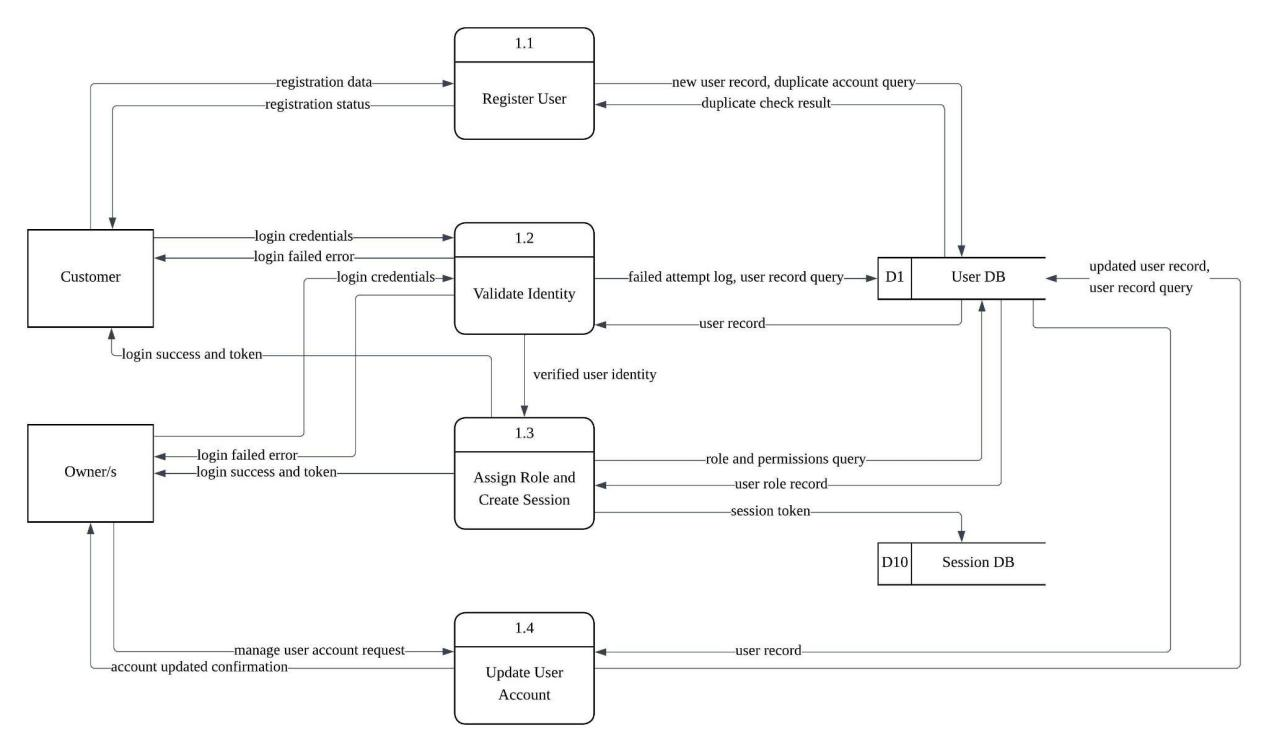 1.1
registration data
new user record, duplicate account query
Register User
registration status
duplicate check result
1.2
login credentials
login failed error
Customer
login credentials
Validate Identity
failed attempt log, user record query
D1
User DB
updated user record,
user record query
user record
login success and token
verified user identity
1.3
login failed error
role and permissions query
Owner/s
login success and token
Assign Role and
Create Session
user role record
session token
D10
Session DB
1.4
manage user account request
user record
account updated confirmation
Update User
Account